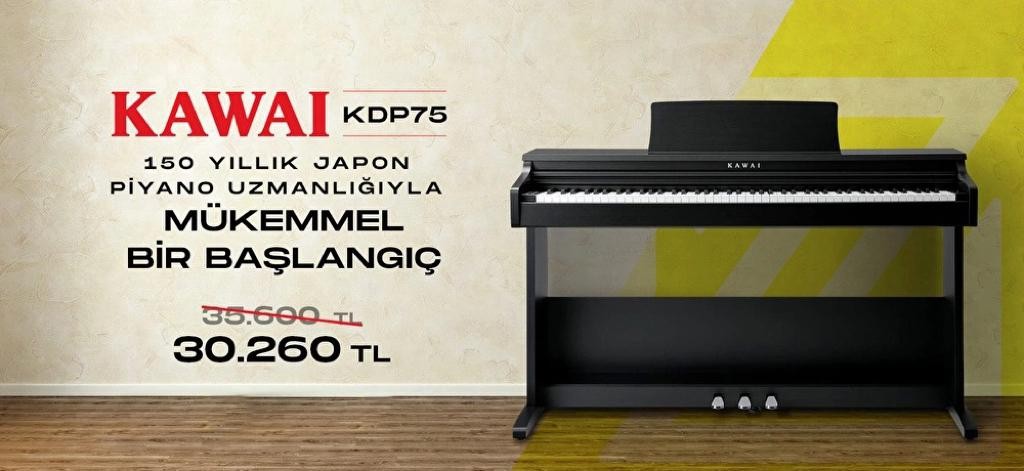 KAWAI KDP75
150 YILLIK JAPON
PİYANO UZMANLIĞIYLA
MÜKEMMEL
BİR BAŞLANGIÇ
35.600 TL
30.260 TL
KAWAI